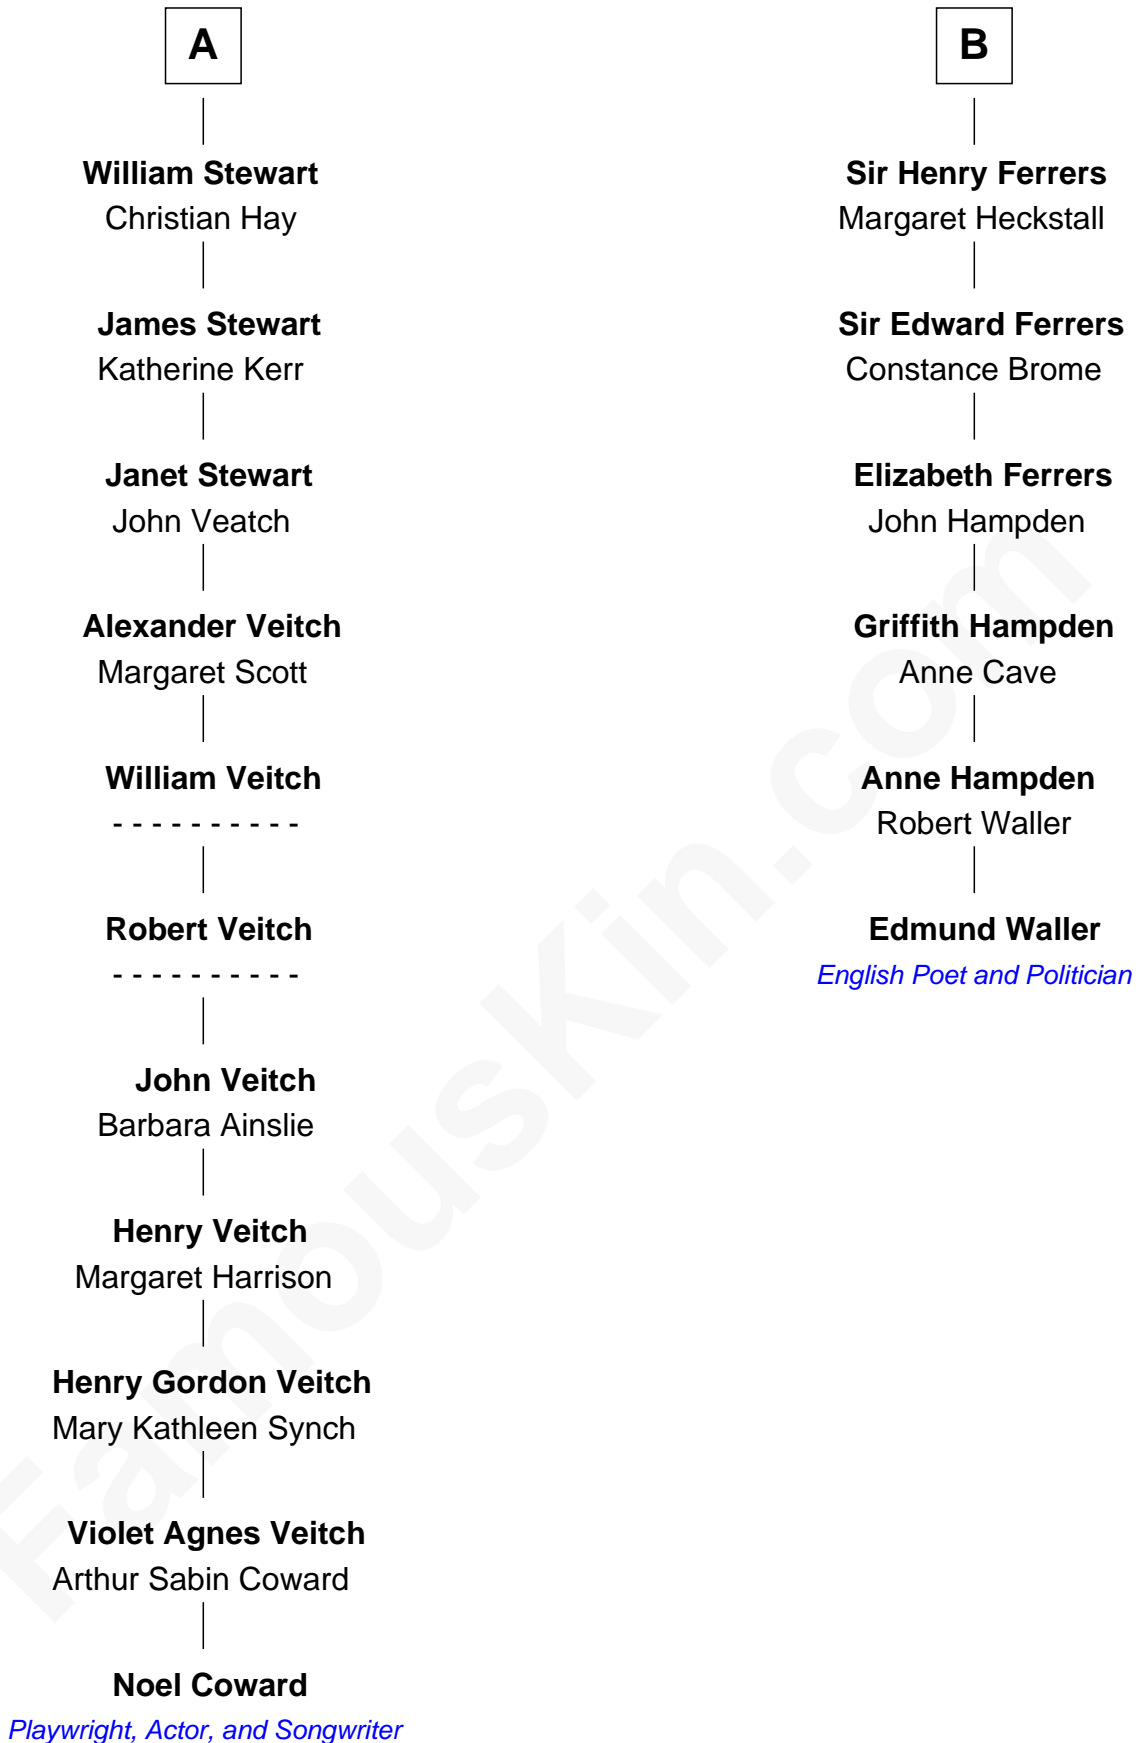 A
William Stewart
Christian Hay
James Stewart
Katherine Kerr
Janet Stewart
John Veatch
Alexander Veitch
Margaret Scott
William Veitch
- - - - - - - - - -
Robert Veitch
- - - - - - - - - -
John Veitch
Barbara Ainslie
Henry Veitch
Margaret Harrison
Henry Gordon Veitch
Mary Kathleen Synch
Violet Agnes Veitch
Arthur Sabin Coward
Noel Coward
Playwright, Actor, and Songwriter
B
Sir Henry Ferrers
Margaret Heckstall
Sir Edward Ferrers
Constance Brome
Elizabeth Ferrers
John Hampden
Griffith Hampden
Anne Cave
Anne Hampden
Robert Waller
Edmund Waller
English Poet and Politician
FamousKin.com